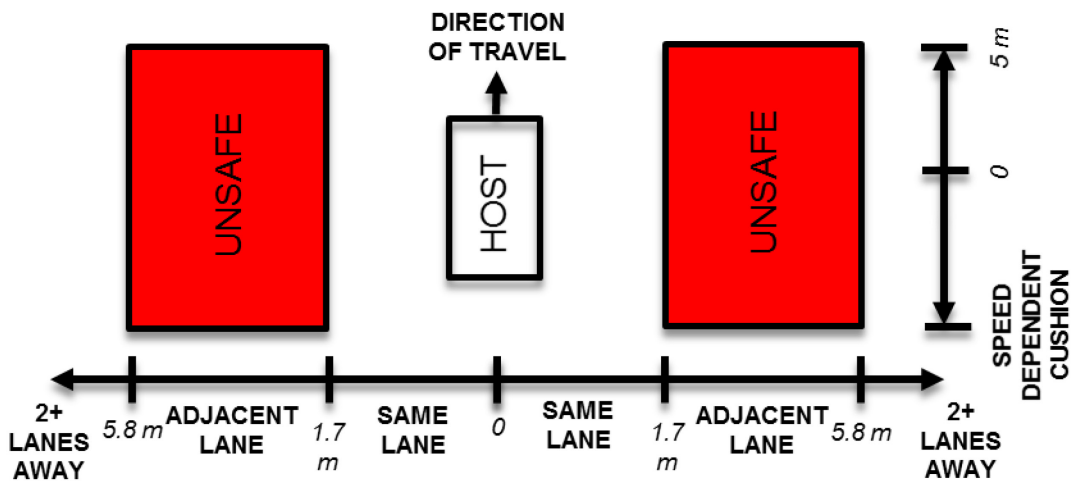 DIRECTION
OF TRAVEL
UNSAFE
HOST
UNSAFE
5 m
0
SPEED
DEPENDENT
CUSHION
2+
LANES
AWAY
5.8 m
ADJACENT
LANE
1.7
m
SAME
LANE
0
SAME
LANE
1.7
m
ADJACENT
LANE
5.8 m
2+
LANES
AWAY